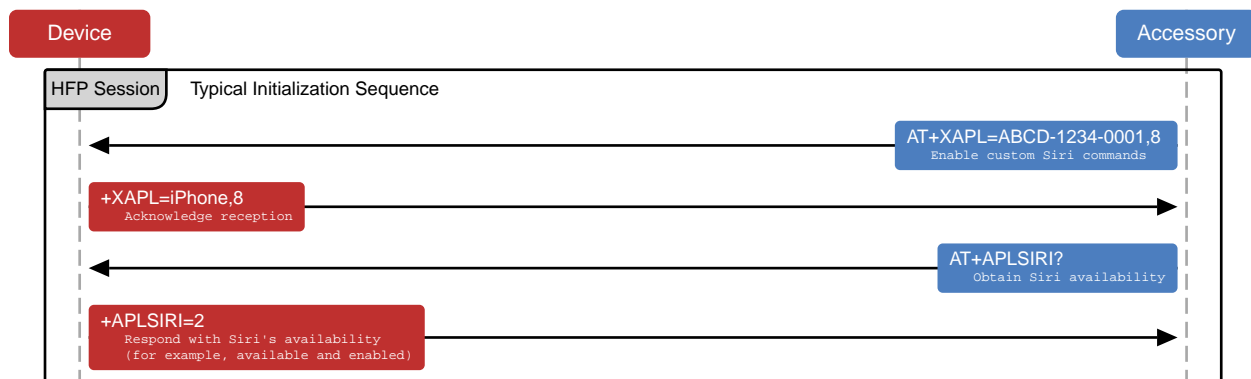 Device
Accessory
HFP Session
Typical Initialization Sequence
AT+XAPL=ABCD-1234-0001,8
Enable custom Siri commands
+XAPL=iPhone,8
Acknowledge reception
AT+APLSIRI?
Obtain Siri availability
+APLSIRI=2
Respond with Siri's availability
(for example, available and enabled)